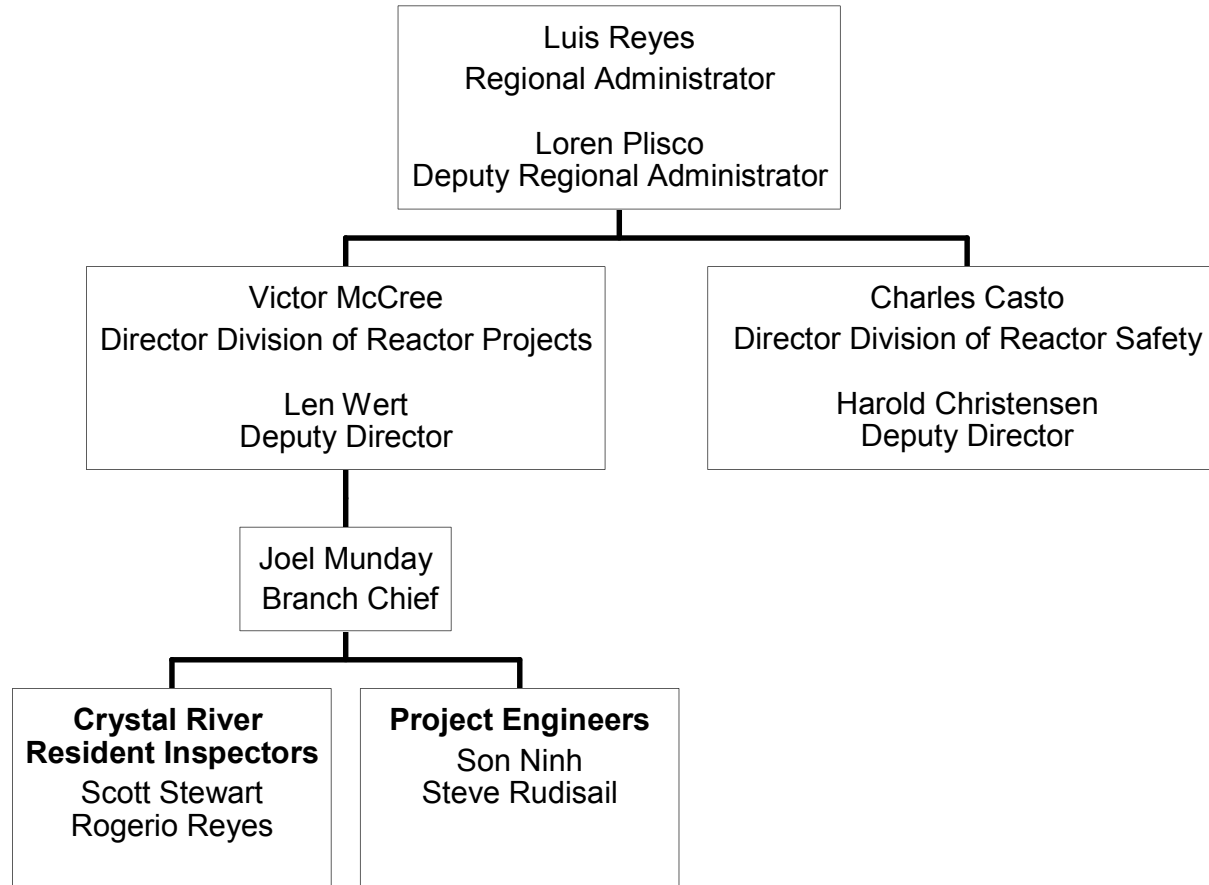 Luis Reyes
Regional Administrator
Loren Plisco
Deputy Regional Administrator
Victor McCree
Director Division of Reactor Projects
Len Wert
Deputy Director
Charles Casto
Director Division of Reactor Safety
Harold Christensen
Deputy Director
Joel Munday
Branch Chief
Crystal River
Resident Inspectors
Scott Stewart
Rogerio Reyes
Project Engineers
Son Ninh
Steve Rudisail